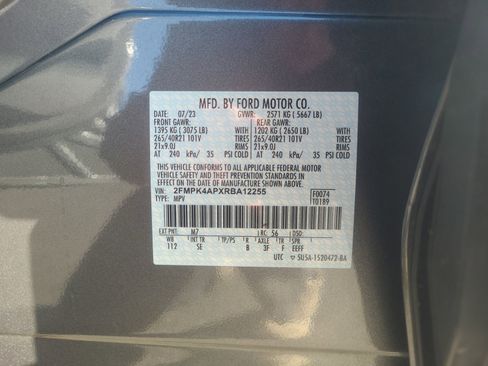 MFD. BY FORD MOTOR CO.
DATE: 07/23 GVWR: 2571 KG ( 5667 LB)
FRONT GAWR: REAR GAWR:
1395 KG ( 3075 LB) WITH 1202 KG ( 2650 LB) WITH
265/40R21 101V TIRES 265/40R21 101V TIRES
21x9.0J RIMS 21x9.0J RIMS
AT 240 kPa/ 35 PSI COLD AT 240 kPa/ 35 PSI COLD
THIS VEHICLE CONFORMS TO ALL APPLICABLE FEDERAL MOTOR
VEHICLE SAFETY AND THEFT PREVENTION STANDARDS IN EFFECT
ON THE DATE OF MANUFACTURE SHOWN ABOVE.
VIN: 2FMPK4APXRBA12255 F0074
TYPE: MPV T0189
EXT PNT: M7 RC: 56 DSO:
WB INT TR TP/PS R AXLE TR SPR
112 SE B 3F F EEFF
UTC 5U5A-1520472-BA